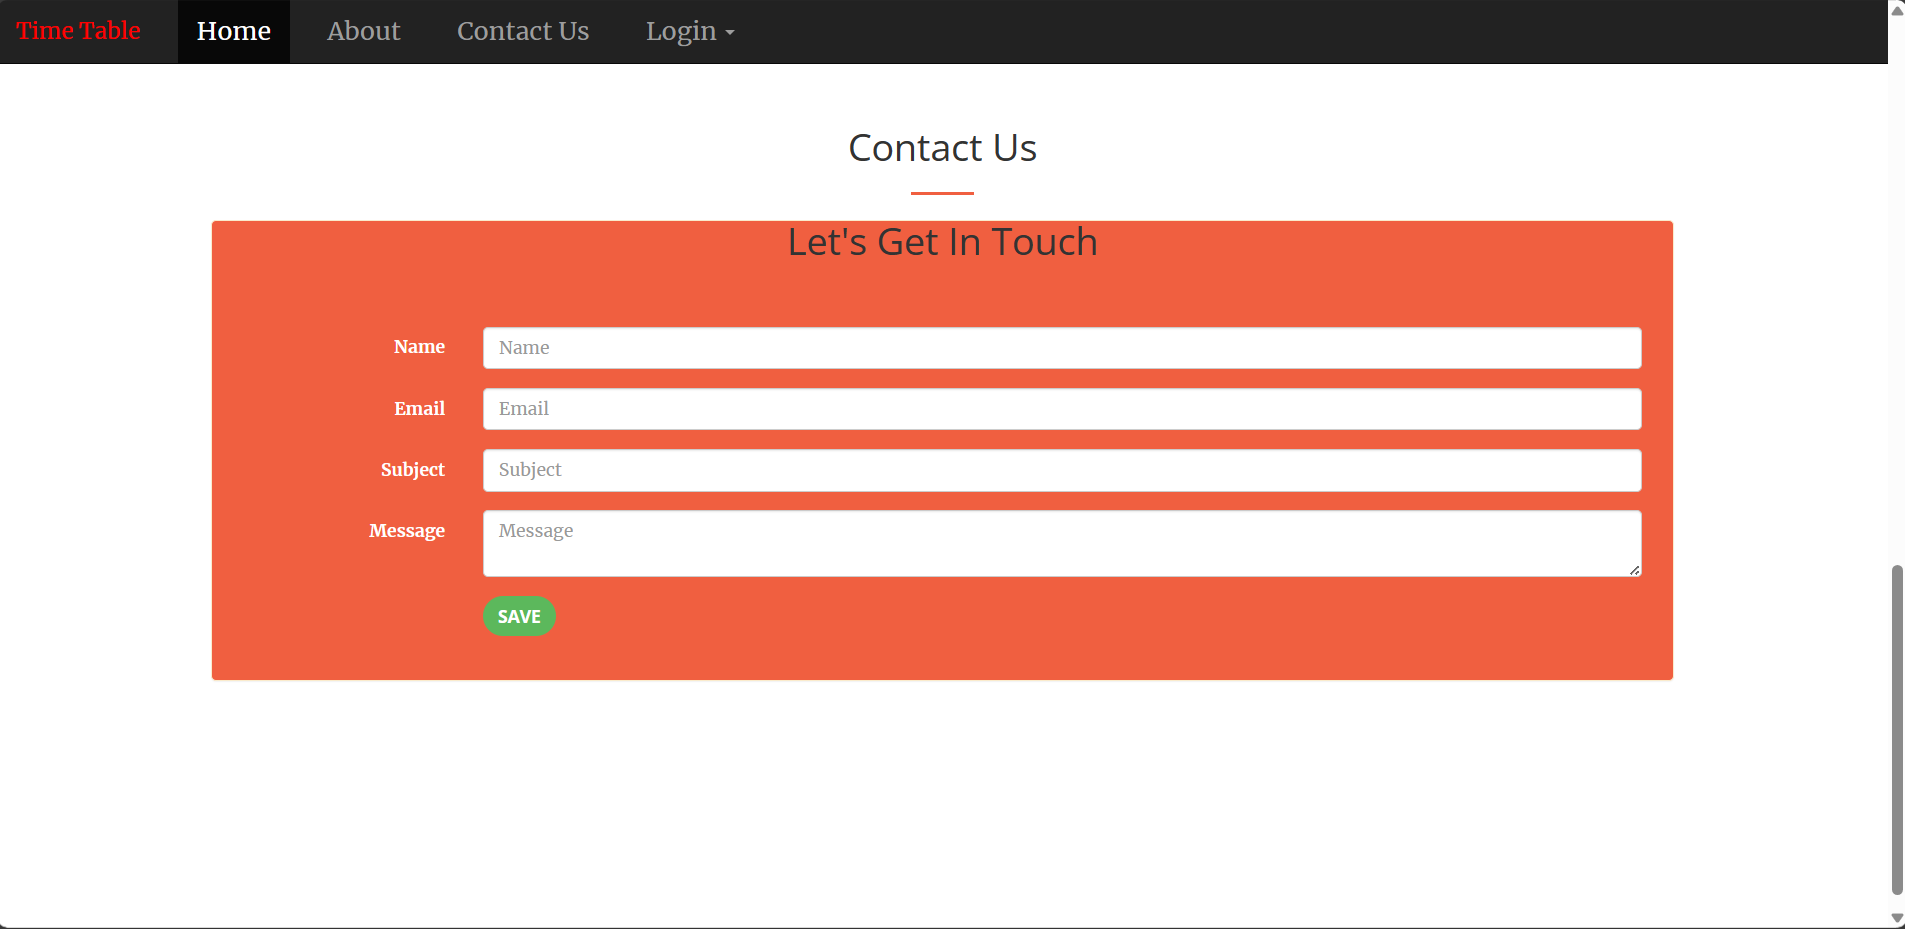 Time Table Home About Contact Us Login
Contact Us
Let's Get In Touch
Name Name
Email Email
Subject Subject
Message Message
SAVE